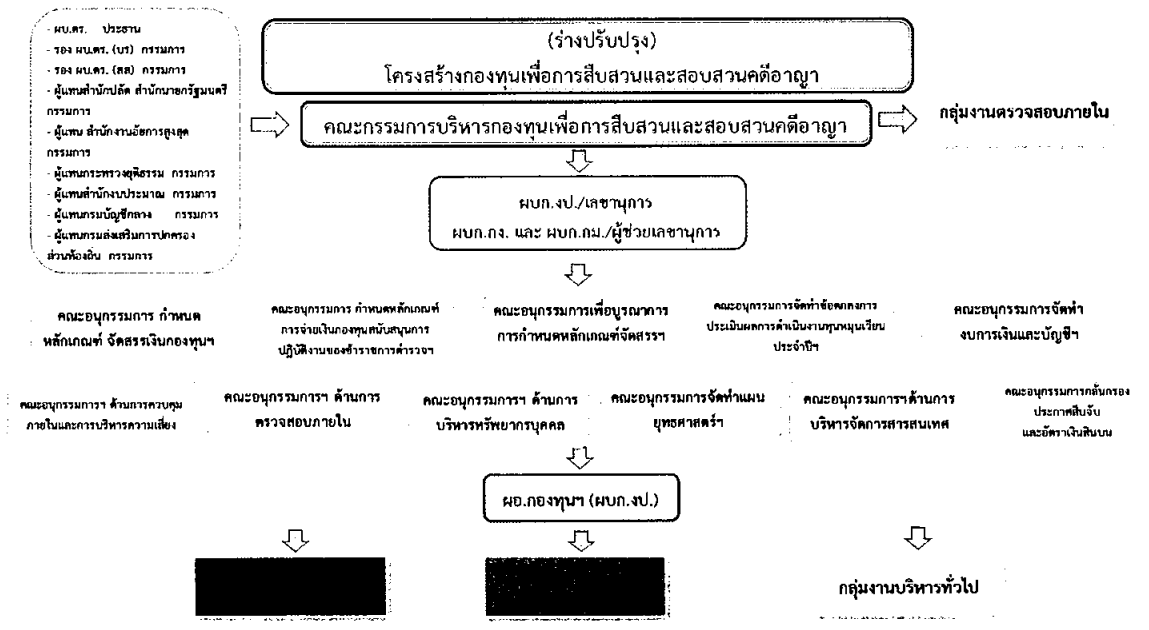 - ผบ.ตร. ประธาน
- รอง ผบ.ตร. (บร) กรรมการ
- รอง ผบ.ตร. (สส) กรรมการ
- ผู้แทนสำนักปลัด สำนักนายกรัฐมนตรี
กรรมการ
- ผู้แทน สำนักงานอัยการสูงสุด
กรรมการ
- ผู้แทนกระทรวงยุติธรรม กรรมการ
- ผู้แทนสำนักงบประมาณ กรรมการ
- ผู้แทนกรมบัญชีกลาง กรรมการ
- ผู้แทนกรมส่งเสริมการปกครอง
ส่วนท้องถิ่น กรรมการ
(ร่างปรับปรุง)
โครงสร้างกองทุนเพื่อการสืบสวนและสอบสวนคดีอาญา
คณะกรรมการบริหารกองทุนเพื่อการสืบสวนและสอบสวนคดีอาญา
กลุ่มงานตรวจสอบภายใน
ผบก.งป./เลขานุการ
ผบก.กง. และ ผบก.กม./ผู้ช่วยเลขานุการ
คณะอนุกรรมการ กำหนด
หลักเกณฑ์ จัดสรรเงินกองทุนฯ
คณะอนุกรรมการ กำหนดหลักเกณฑ์
การจ่ายเงินกองทุนสนับสนุนการ
ปฏิบัติงานของข้าราชการตำรวจฯ
คณะอนุกรรมการเพื่อบูรณาการ
การกำหนดหลักเกณฑ์จัดสรรฯ
คณะอนุกรรมการจัดทำข้อตกลงการ
ประเมินผลการดำเนินงานทุนหมุนเวียน
ประจำปีฯ
คณะอนุกรรมการจัดทำ
งบการเงินและบัญชีฯ
คณะอนุกรรมการฯ ด้านการควบคุม
ภายในและการบริหารความเสี่ยง
คณะอนุกรรมการฯ ด้านการ
ตรวจสอบภายใน
คณะอนุกรรมการฯ ด้านการ
บริหารทรัพยากรบุคคล
คณะอนุกรรมการจัดทำแผน
ยุทธศาสตร์ฯ
คณะอนุกรรมการฯด้านการ
บริหารจัดการสารสนเทศ
คณะอนุกรรมการกลั่นกรอง
ประกาศสืบจับ
และอัตราเงินสินบน
ผอ.กองทุนฯ (ผบก.งป.)
กลุ่มงานบริหารทั่วไป